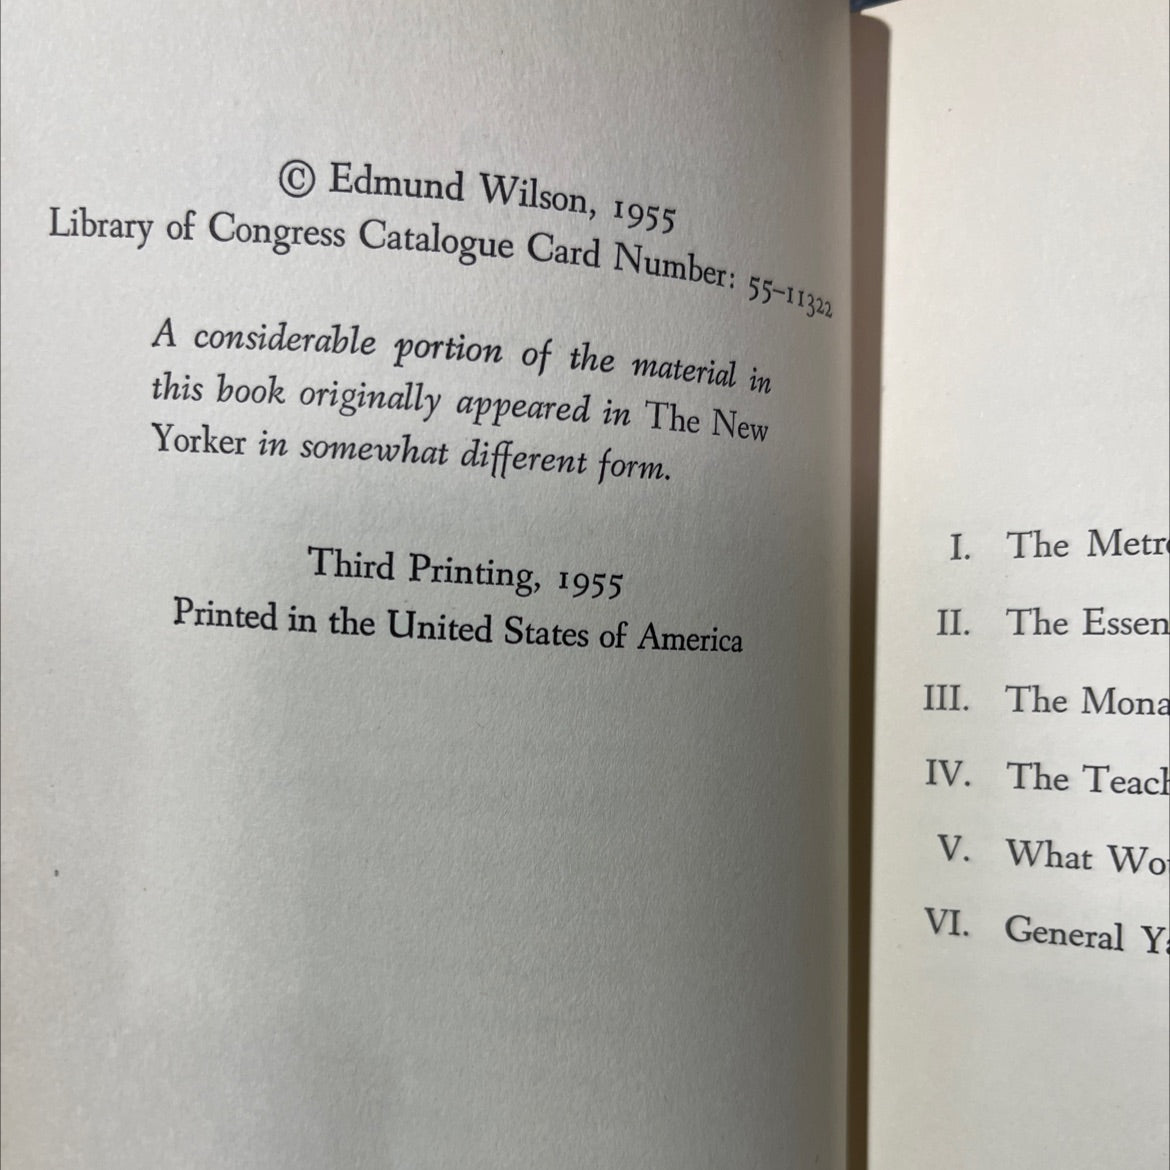 © Edmund Wilson, 1955
Library of Congress Catalogue Card Number: 55-11322
A considerable portion of the material in
this book originally appeared in The New
Yorker in somewhat different form.
Third Printing, 1955
Printed in the United States of America
I. The Metr
II. The Essen
III. The Mona
IV. The Teach
V. What Wo
VI. General Ya